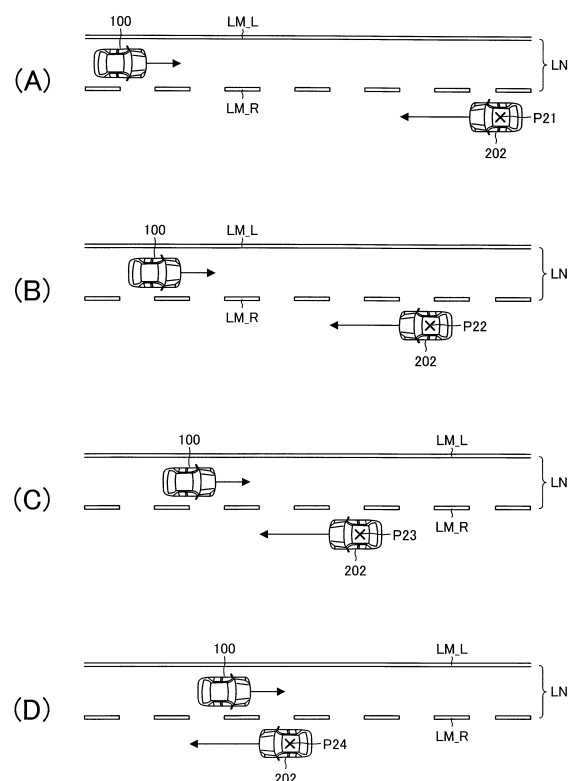 100
LM_L
(A)
LN
LM_R
P21
202
100
LM_L
(B)
LN
LM_R
P22
202
100
LM_L
(C)
LN
LM_R
P23
202
100
LM_L
(D)
LN
LM_R
P24
202